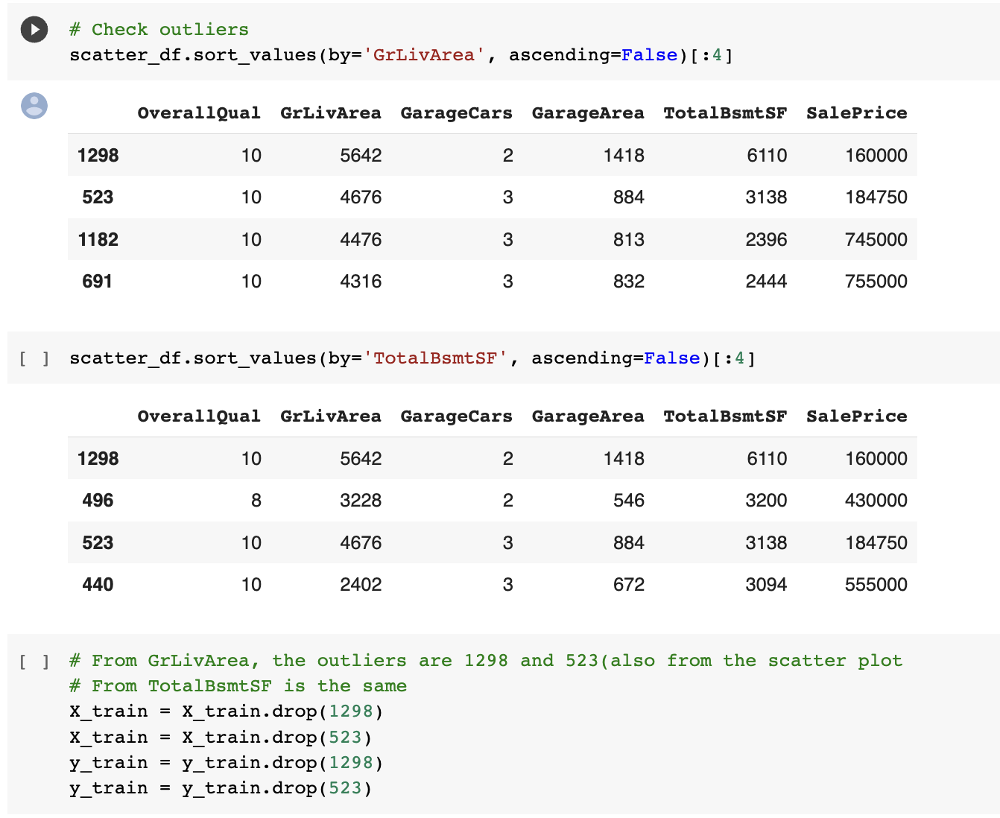 # Check outliers
scatter_df.sort_values(by='GrLivArea', ascending=False)[:4]
OverallQual GrLivArea GarageCars GarageArea TotalBsmtSF SalePrice
1298 10 5642 2 1418 6110 160000
523 10 4676 3 884 3138 184750
1182 10 4476 3 813 2396 745000
691 10 4316 3 832 2444 755000
[ ] scatter_df.sort_values(by='TotalBsmtSF', ascending=False)[:4]
OverallQual GrLivArea GarageCars GarageArea TotalBsmtSF SalePrice
1298 10 5642 2 1418 6110 160000
496 8 3228 2 546 3200 430000
523 10 4676 3 884 3138 184750
440 10 2402 3 672 3094 555000
[ ] # From GrLivArea, the outliers are 1298 and 523(also from the scatter plot
# From TotalBsmtSF is the same
X_train = X_train.drop(1298)
X_train = X_train.drop(523)
y_train = y_train.drop(1298)
y_train = y_train.drop(523)